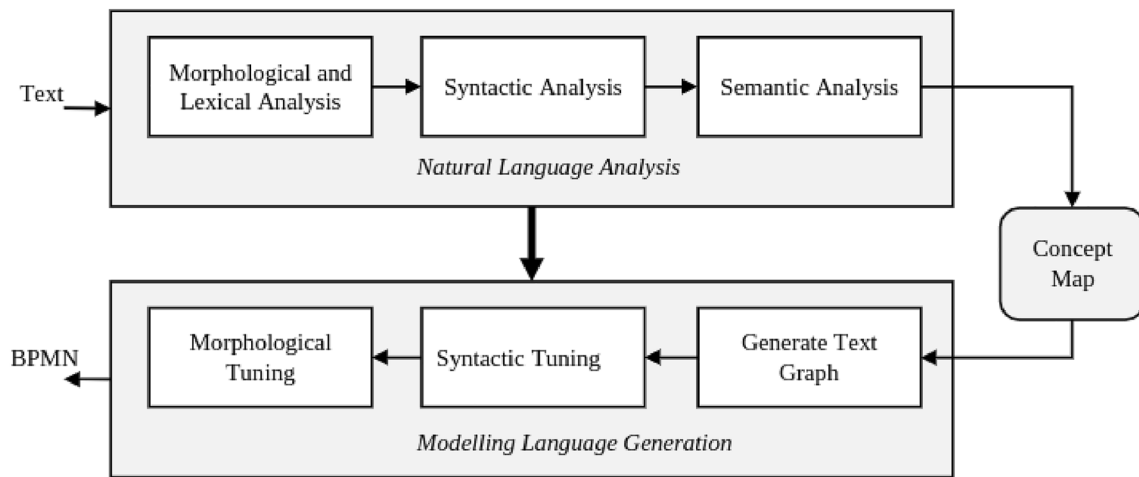 Text
Morphological and
Lexical Analysis
Syntactic Analysis
Semantic Analysis
Natural Language Analysis
Concept
Map
BPMN
Morphological
Tuning
Syntactic Tuning
Generate Text
Graph
Modelling Language Generation